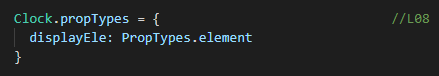 Clock.propTypes = { //L08
displayEle: PropTypes.element
}